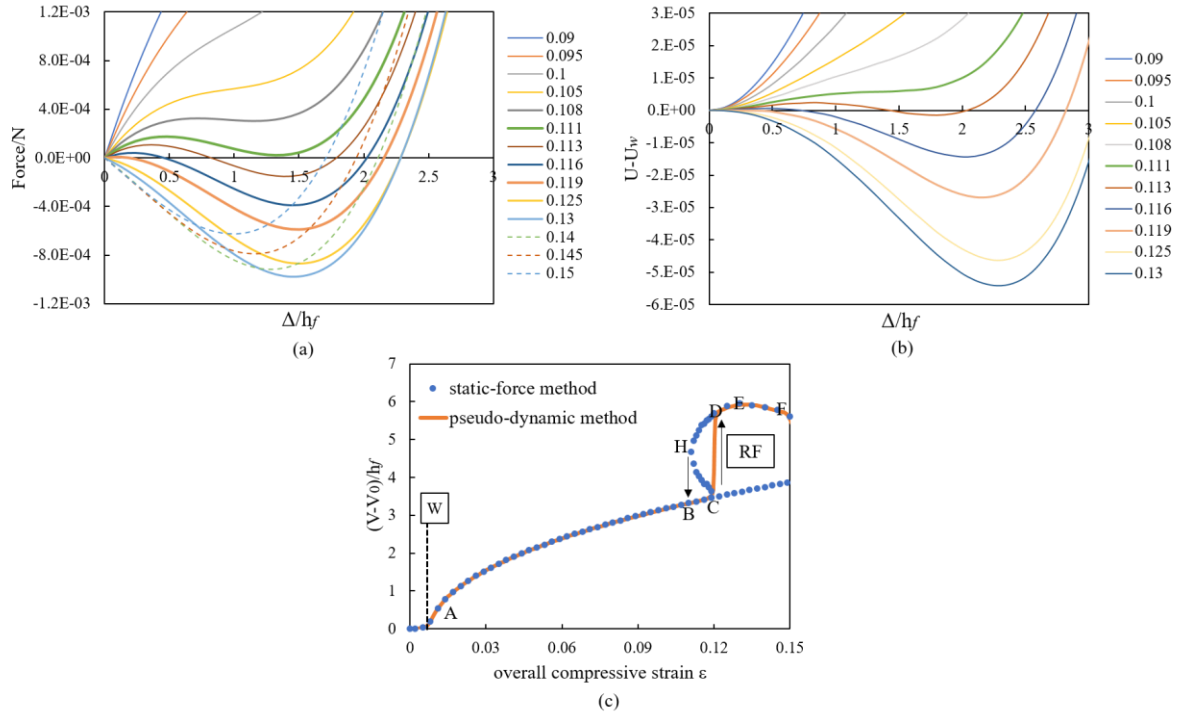 1.2E-03
8.0E-04
4.0E-04
0.0E+00
-4.0E-04
-8.0E-04
-1.2E-03
Force/N
0 0.5 1 1.5 2 2.5 3
Δ/hf
0.09
0.095
0.1
0.105
0.108
0.111
0.113
0.116
0.119
0.125
0.13
0.14
0.145
0.15
(a)
3.E-05
2.E-05
1.E-05
0.E+00
-1.E-05
-2.E-05
-3.E-05
-4.E-05
-5.E-05
-6.E-05
U-Uw
0 0.5 1 1.5 2 2.5 3
Δ/hf
0.09
0.095
0.1
0.105
0.108
0.111
0.113
0.116
0.119
0.125
0.13
(b)
7
6
5
4
3
2
1
0
(V-V0)/hf
static-force method
pseudo-dynamic method
W
A
H
B
C
D
E
F
RF
0 0.03 0.06 0.09 0.12 0.15
overall compressive strain ε
(c)